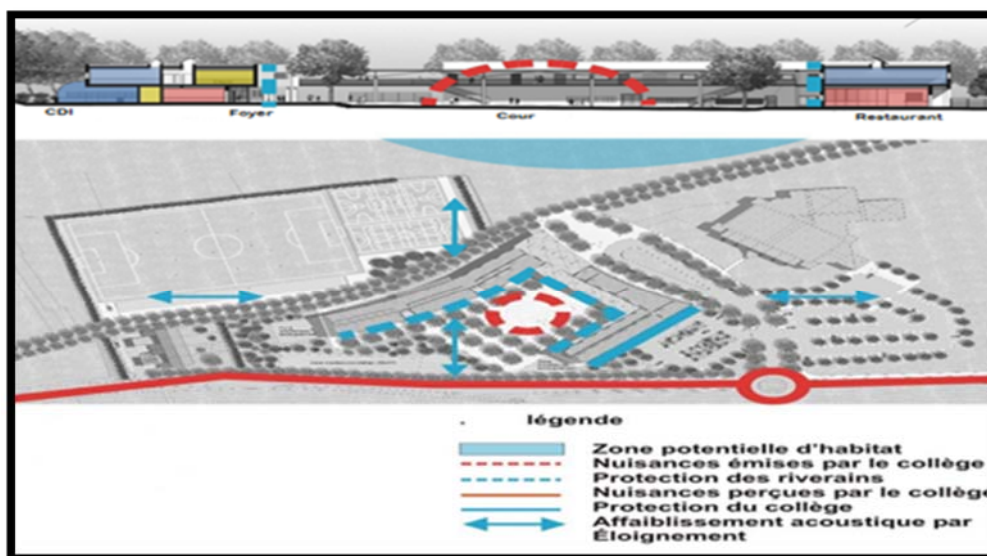 CDI Foyer Cour Restaurant
. légende
Zone potentielle d'habitat
Nuisances émises par le collège
Protection des riverains
Nuisances perçues par le collège
Protection du collège
Affaiblissement acoustique par
Éloignement